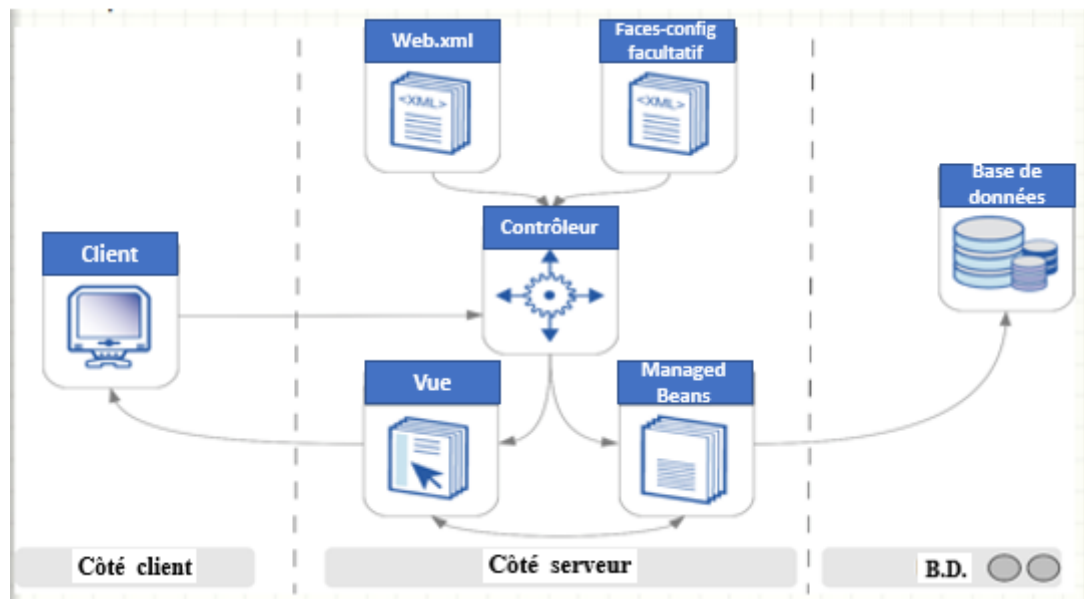 Web.xml
Faces-config
facultatif
<XML>
<XML>
Base de
données
Contrôleur
Client
Vue
Managed
Beans
Côté client
Côté serveur
B.D.